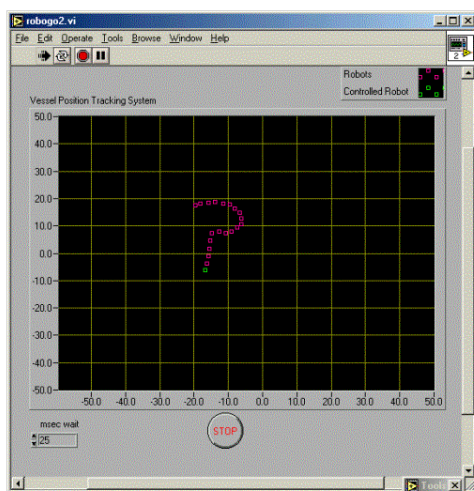 robogo2.vi
File Edit Operate Tools Browse Window Help
2
Robots
Controlled Robot
Vessel Position Tracking System
50.0
40.0
30.0
20.0
10.0
0.0
-10.0
-20.0
-30.0
-40.0
-50.0
-50.0 -40.0 -30.0 -20.0 -10.0 0.0 10.0 20.0 30.0 40.0 50.0
msec wait
25
STOP
Tools